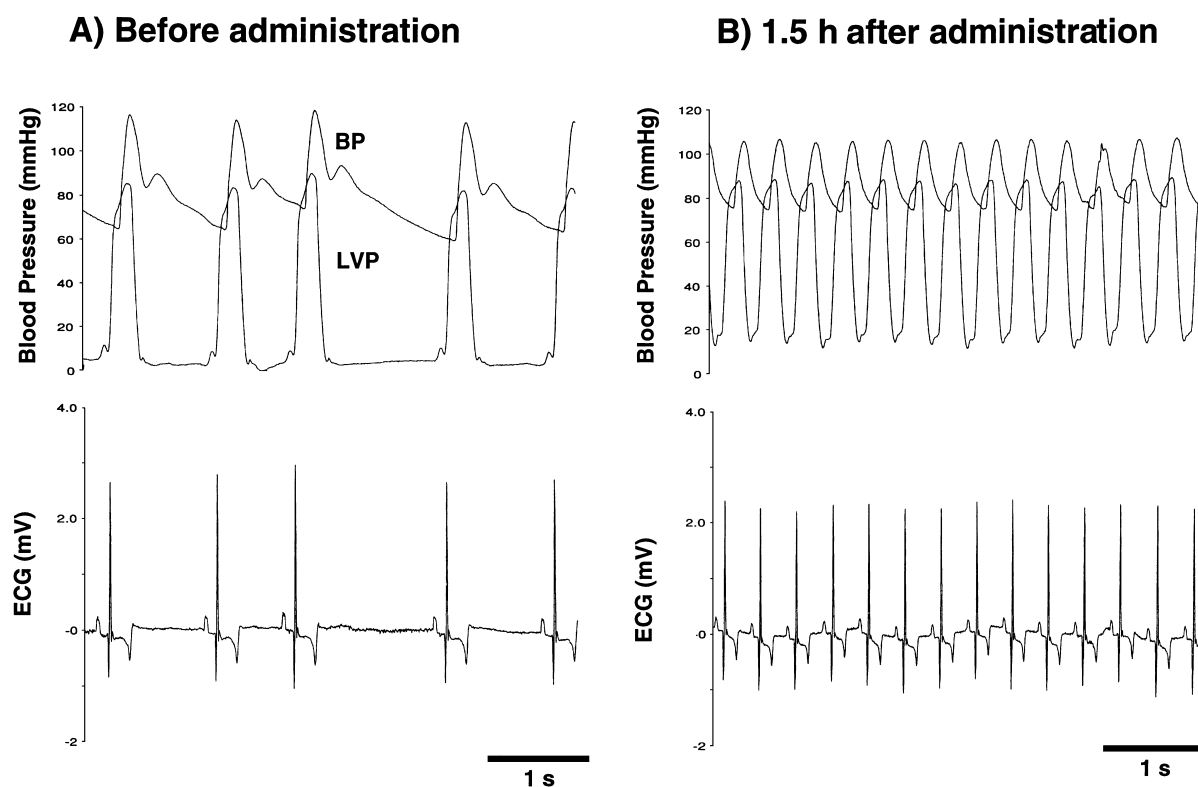 A) Before administration
B) 1.5 h after administration
Blood Pressure (mmHg)
120
100
80
60
40
20
0
BP
LVP
Blood Pressure (mmHg)
120
100
80
60
40
20
0
ECG (mV)
4.0
2.0
-0
-2
1 s
ECG (mV)
4.0
2.0
-0
-2
1 s